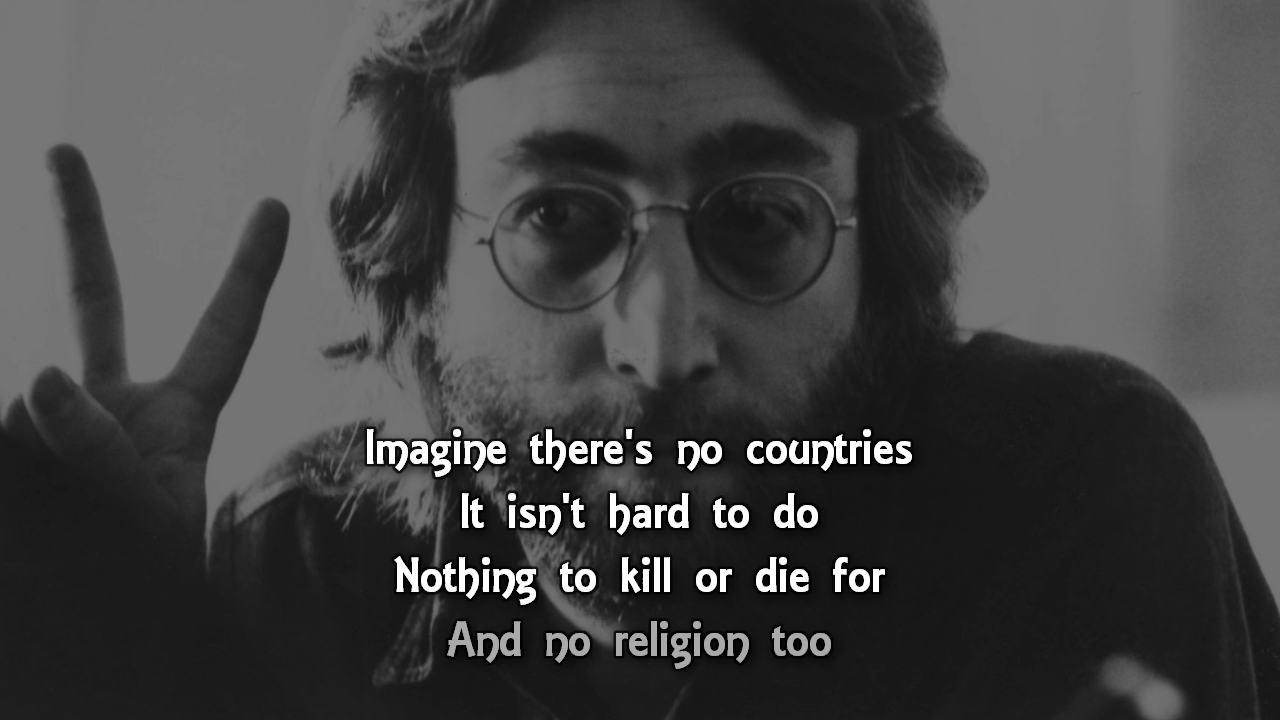 Imagine there's no countries
It isn't hard to do
Nothing to kill or die for
And no religion too